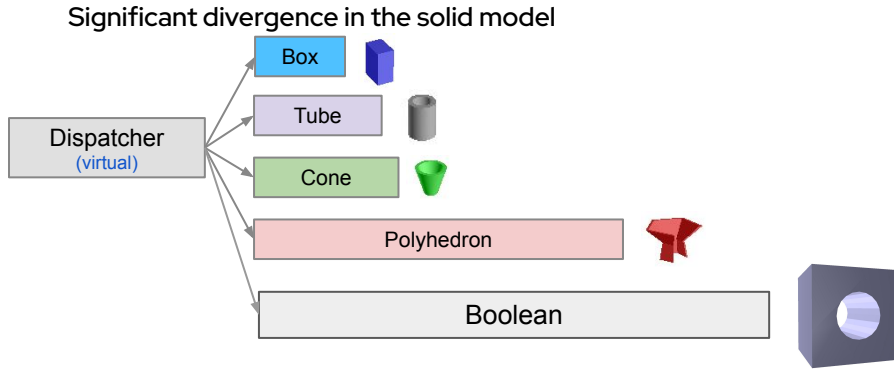 Significant divergence in the solid model
Box
Tube
Dispatcher
(virtual)
Cone
Polyhedron
Boolean